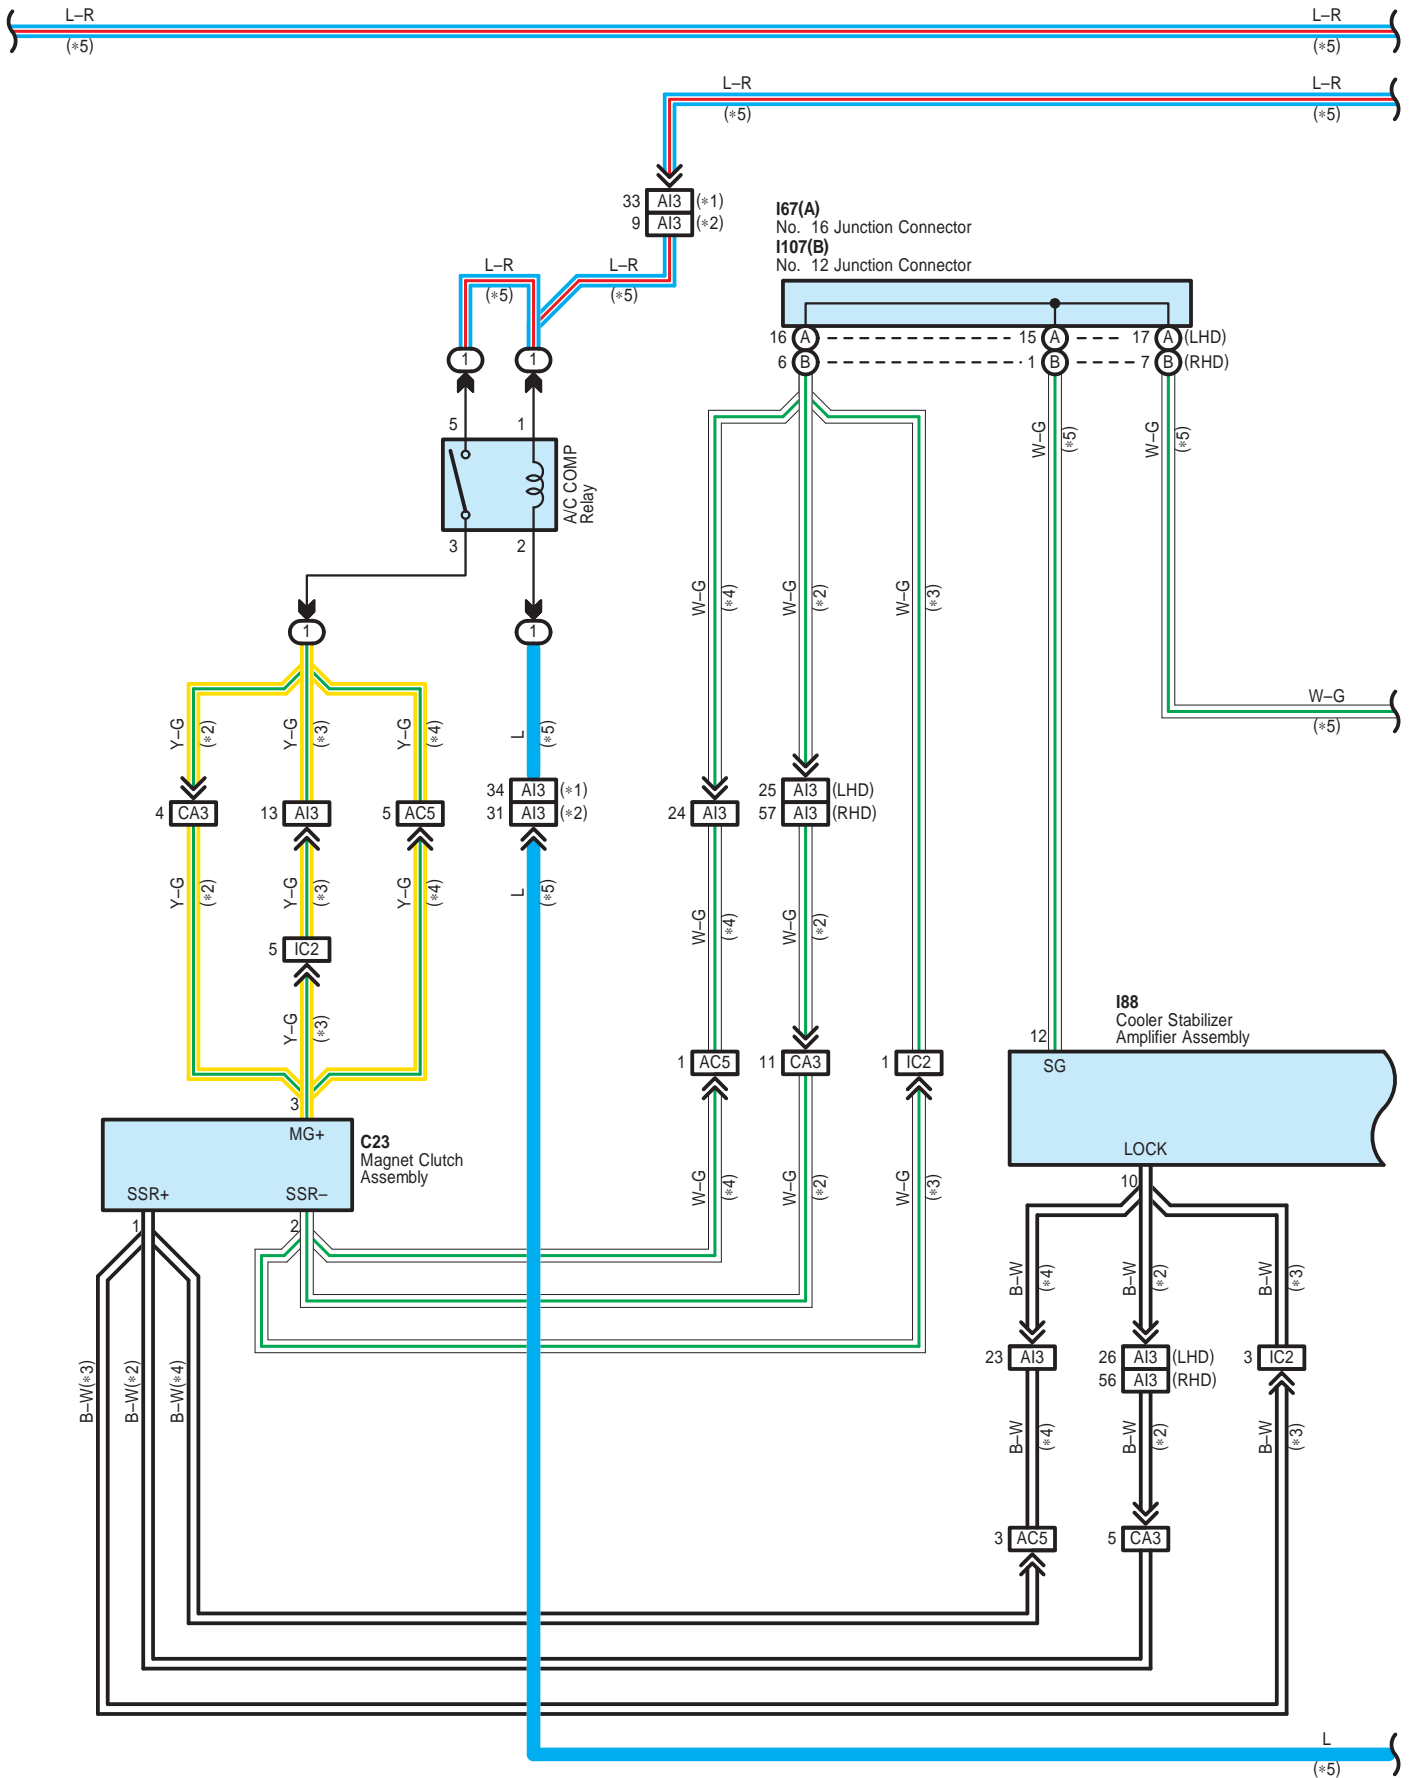 L–R
(∗5)
L–R
(∗5)
L–R
(∗5)
L–R
(∗5)
33 AI3 (∗1)
9 AI3 (∗2)
I67(A)
No. 16 Junction Connector
I107(B)
No. 12 Junction Connector
L–R
(∗5)
L–R
(∗5)
16 A 15 A 17 A (LHD)
6 B 1 B 7 B (RHD)
1 1
5 1
A/C COMP
Relay
3 2
W–G
(∗5)
W–G
(∗5)
W–G
(∗4)
W–G
(∗2)
W–G
(∗3)
1 1
W–G
(∗5)
Y–G
(∗2)
Y–G
(∗3)
Y–G
(∗4)
L
(∗5)
34 AI3 (∗1)
31 AI3 (∗2)
25 AI3 (LHD)
57 AI3 (RHD)
4 CA3
13 AI3
5 AC5
24 AI3
Y–G
(∗2)
Y–G
(∗3)
Y–G
(∗4)
L
(∗5)
W–G
(∗4)
W–G
(∗2)
5 IC2
Y–G
(∗3)
I88
Cooler Stabilizer
Amplifier Assembly
12
SG
1 AC5
11 CA3
1 IC2
3
MG+
C23
Magnet Clutch
Assembly
SSR+ SSR–
1 2
LOCK
10
W–G
(∗4)
W–G
(∗2)
W–G
(∗3)
B–W
(∗4)
B–W
(∗2)
B–W
(∗3)
23 AI3
26 AI3 (LHD)
56 AI3 (RHD)
3 IC2
B–W(∗3)
B–W(∗2)
B–W(∗4)
B–W
(∗4)
B–W
(∗2)
B–W
(∗3)
3 AC5
5 CA3
L
(∗5)